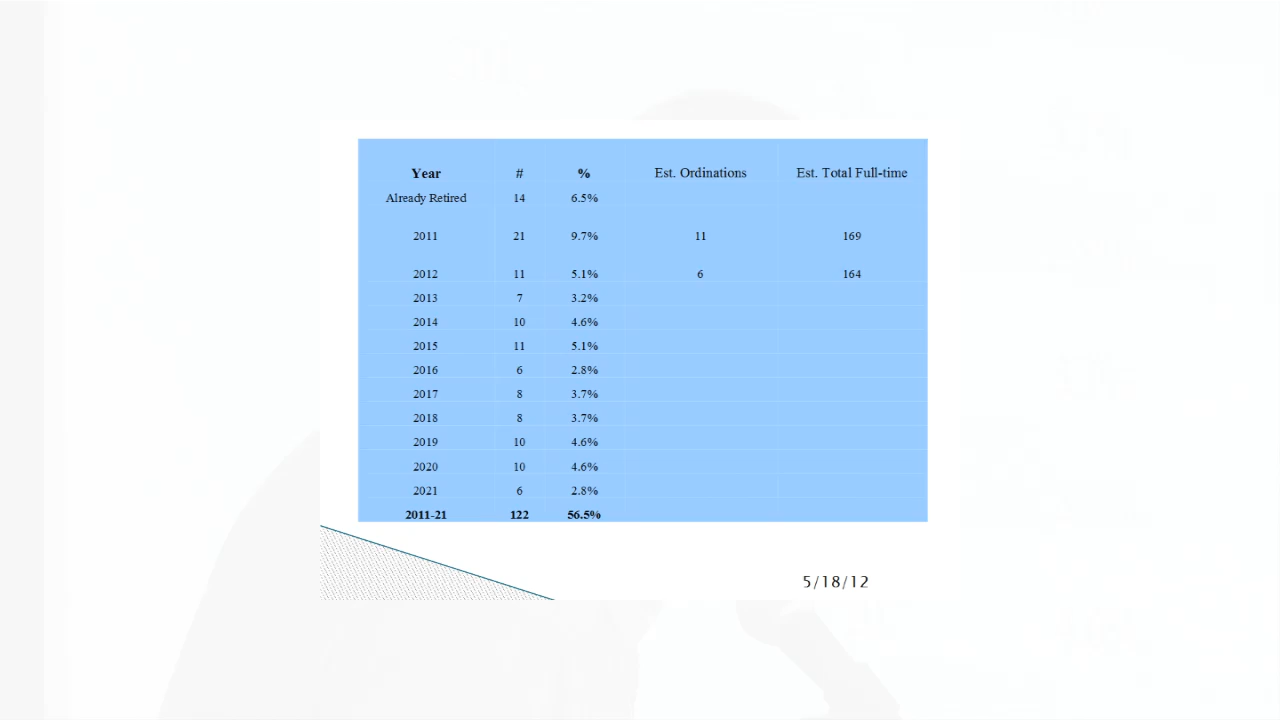 Year # % Est. Ordinations Est. Total Full-time
Already Retired 14 6.5%
2011 21 9.7% 11 169
2012 11 5.1% 6 164
2013 7 3.2%
2014 10 4.6%
2015 11 5.1%
2016 6 2.8%
2017 8 3.7%
2018 8 3.7%
2019 10 4.6%
2020 10 4.6%
2021 6 2.8%
2011-21 122 56.5%
5/18/12